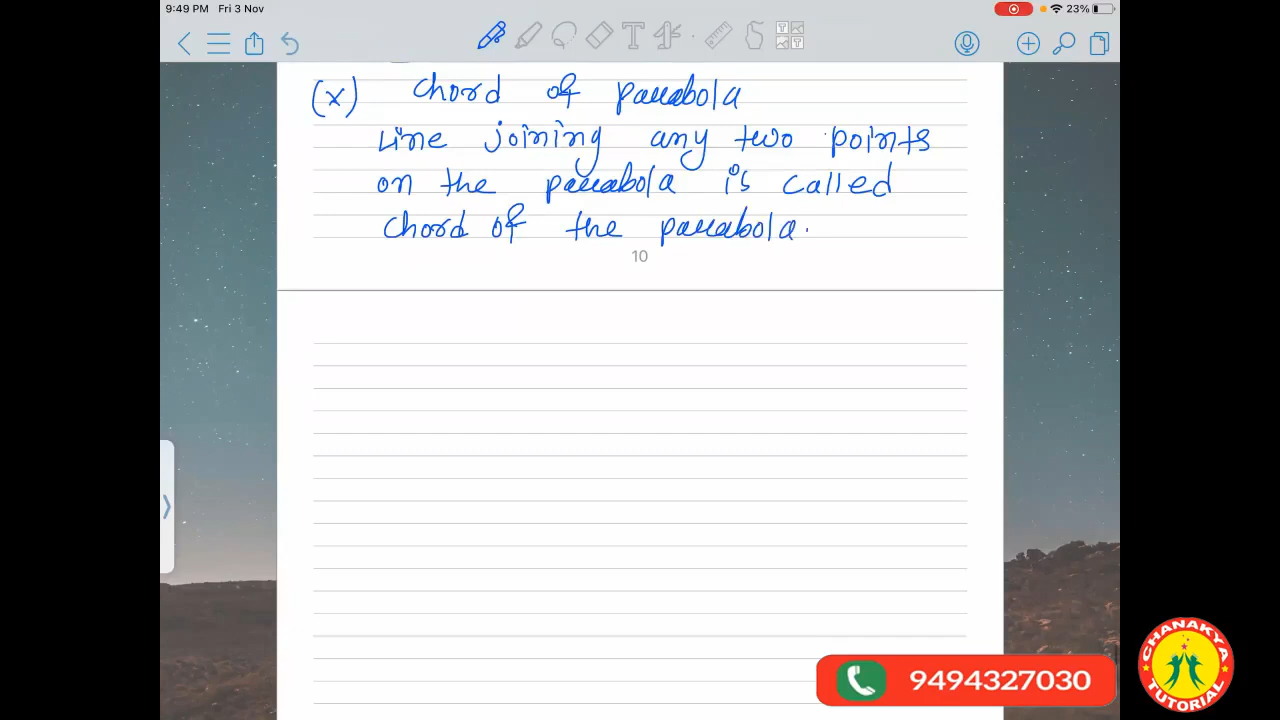 9:49 PM Fri 3 Nov
23%
(x) Chord of parabola
Line joining any two points
on the parabola is called
chord of the parabola.
10
9494327030
CHANAKYA
TUTORIAL